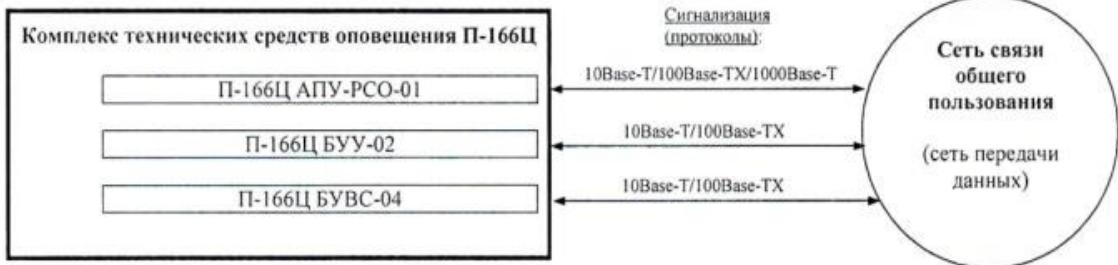 Комплекс технических средств оповещения П-166Ц
П-166Ц АПУ-РСО-01
П-166Ц БУУ-02
П-166Ц БУВС-04
Сигнализация
(протоколы):
10Base-T/100Base-TX/1000Base-T
10Base-T/100Base-TX
10Base-T/100Base-TX
Сеть связи
общего
пользования
(сеть передачи
данных)